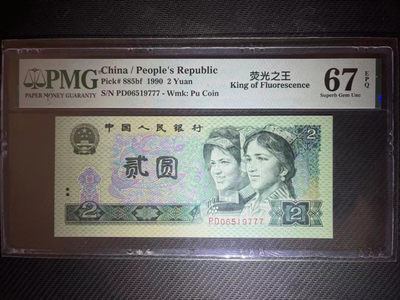 PMG
PAPER MONEY GUARANTY
China / People's Republic
Pick# 885bf 1990 2 Yuan
S/N PD06519777 - Wmk: Pu Coin
荧光之王
King of Fluorescence
67 EPQ
Superb Gem Unc
中国人民银行
2
贰圆
PD06519777
2
2